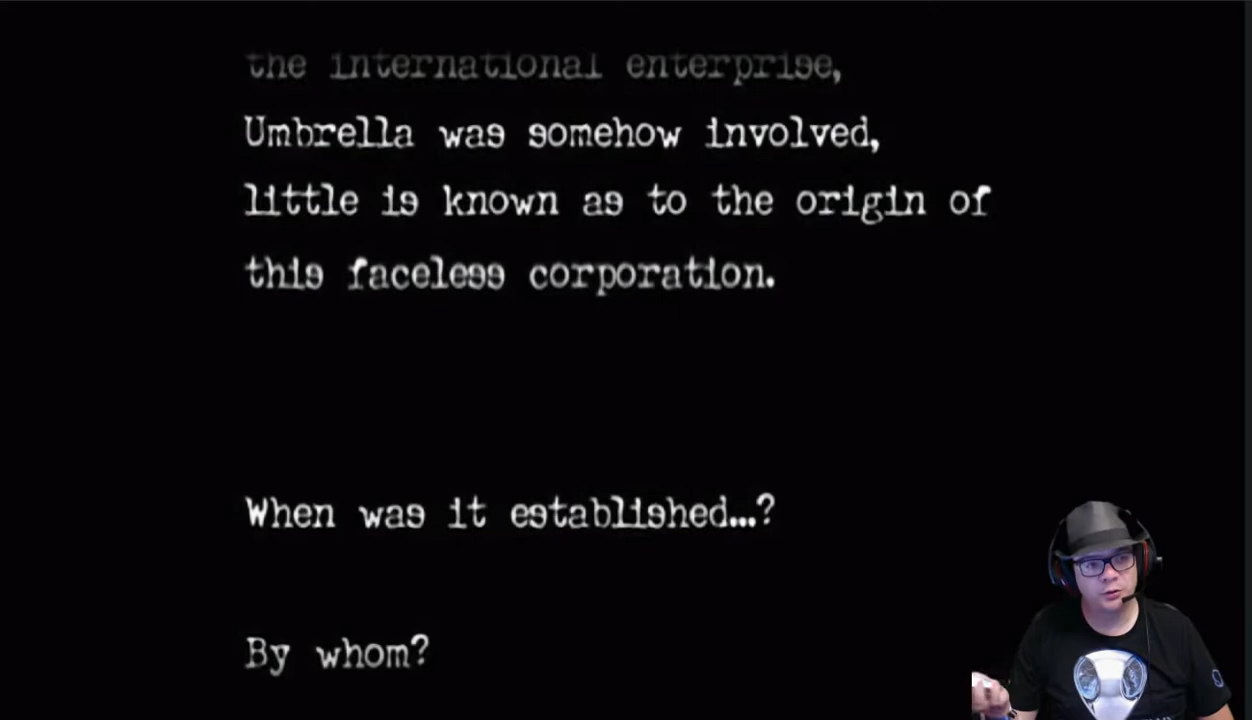 the international enterprise,
Umbrella was somehow involved,
little is known as to the origin of
this faceless corporation.
When was it established...?
By whom?